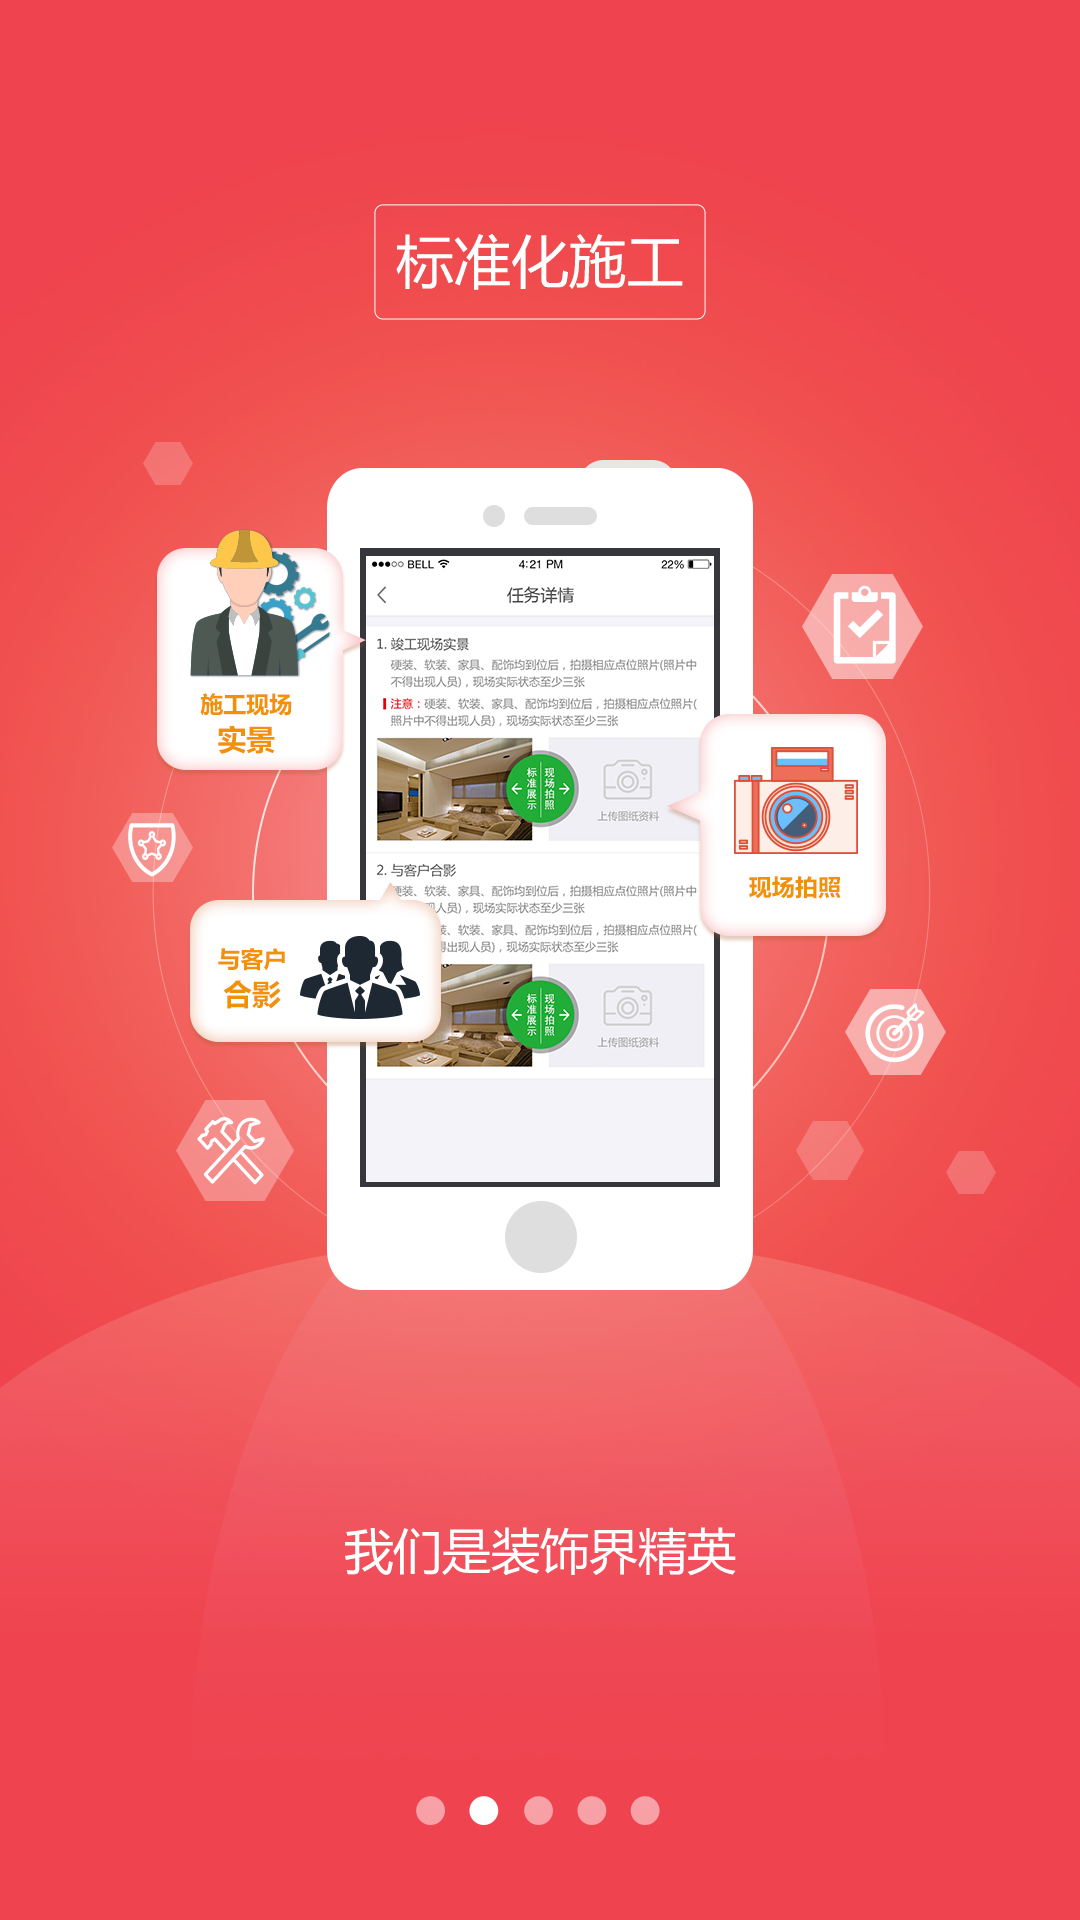 标准化施工
BELL 4:21 PM 22%
任务详情
1. 竣工现场实景
硬装、软装、家具、配饰均到位后，拍摄相应点位照片(照片中
不得出现人员)，现场实际状态至少三张
注意：硬装、软装、家具、配饰均到位后，拍摄相应点位照片(
照片中不得出现人员)，现场实际状态至少三张
标准展示
现场拍照
上传图纸资料
施工现场
实景
现场拍照
2. 与客户合影
硬装、软装、家具、配饰均到位后，拍摄相应点位照片(照片中
现人员)，现场实际状态至少三张
装、软装、家具、配饰均到位后，拍摄相应点位照片(
得出现人员)，现场实际状态至少三张
标准展示
现场拍照
上传图纸资料
与客户
合影
我们是装饰界精英